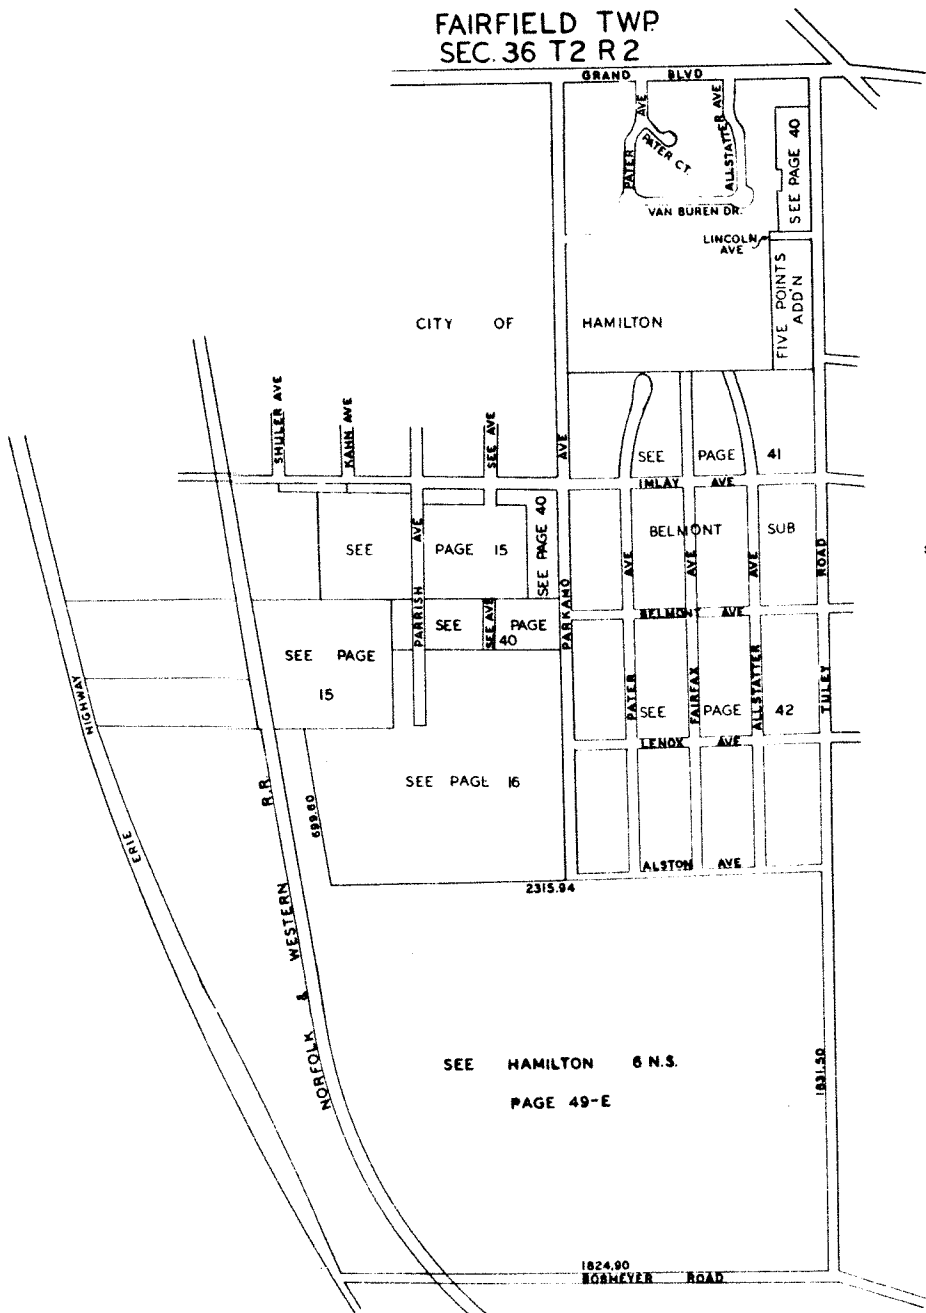 FAIRFIELD TWP.
SEC. 36 T2 R2
GRAND BLVD
PATER AVE
PATER CT.
ALLSTATTER AVE
SEE PAGE 40
VAN BUREN DR.
LINCOLN
AVE
FIVE POINTS
ADD'N
CITY OF HAMILTON
SHULER AVE
KAHN AVE
SEE AVE
AVE
SEE PAGE 41
IMLAY AVE
BELMONT SUB
SEE PAGE 15
SEE PAGE 40
PARRISH AVE
PARKAMO
AVE
AVE
AVE
ROAD
BELMONT AVE
SEE PAGE
40
SEE AVE
SEE PAGE
15
PATER
FAIRFAX
ALLSTATTER
TULEY
SEE PAGE 42
LENOX AVE
HIGHWAY
ERIE
R.R.
699.60
SEE PAGE 16
ALSTON AVE
2315.94
NORFOLK & WESTERN
SEE HAMILTON 6 N.S.
PAGE 49-E
1831.50
1824.90
BOBMEYER ROAD